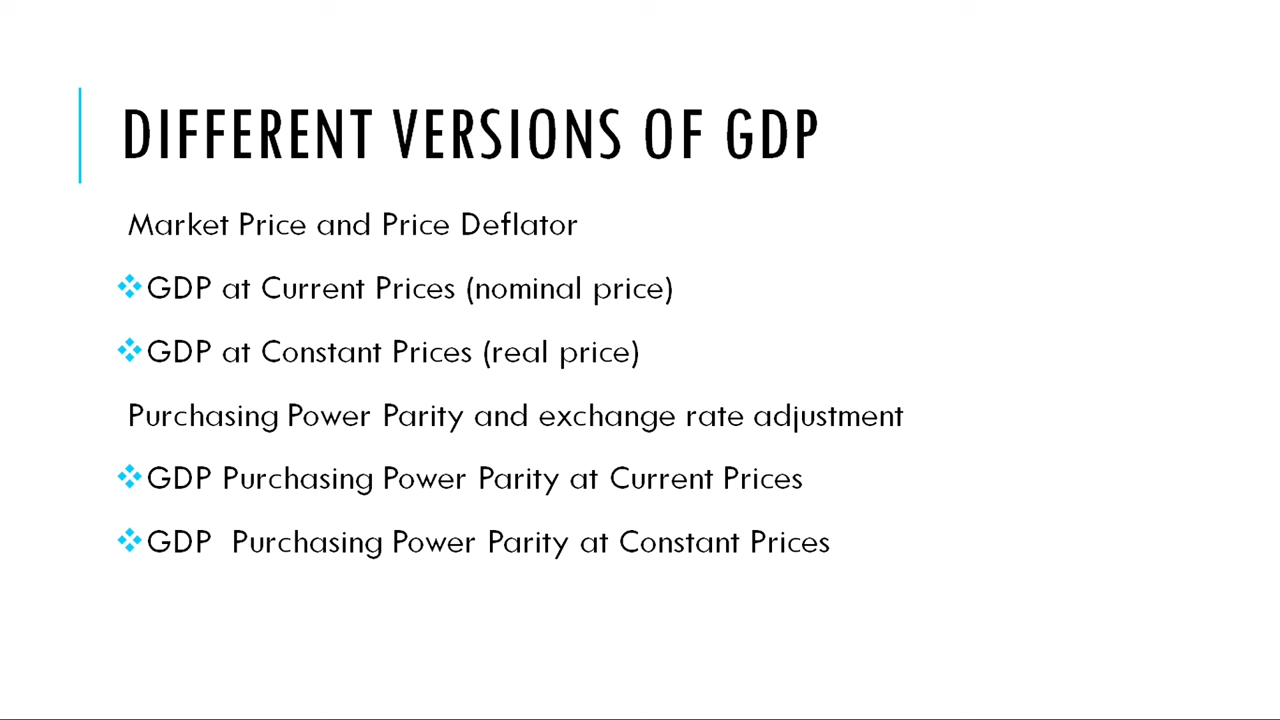 DIFFERENT VERSIONS OF GDP
Market Price and Price Deflator
❖GDP at Current Prices (nominal price)
❖GDP at Constant Prices (real price)
Purchasing Power Parity and exchange rate adjustment
❖GDP Purchasing Power Parity at Current Prices
❖GDP  Purchasing Power Parity at Constant Prices